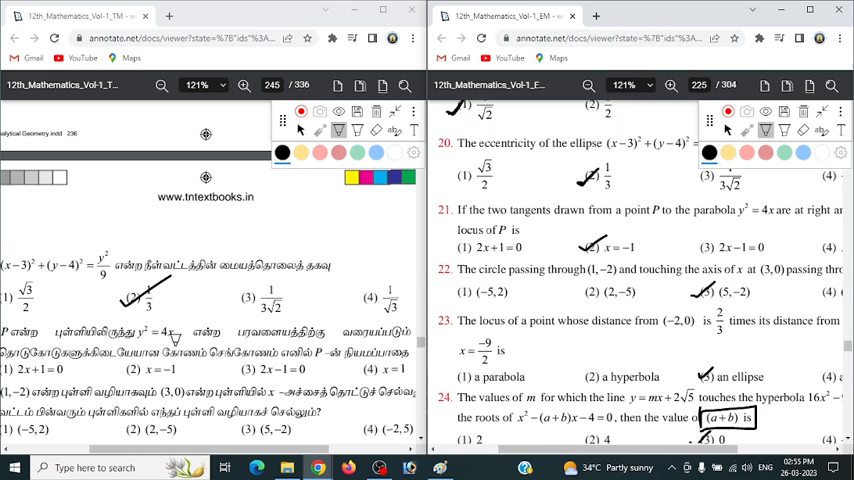 12th_Mathematics_Vol-1_TM -
annotate.net/docs/viewer?state=%7B"ids"%3A...
Gmail YouTube Maps
12th_Mathematics_Vol-1_T... 121% 245 / 336
nalytical Geometry.indd 236
www.tntextbooks.in
(x−3)² + (y−4)² = y²/9 என்ற நீள்வட்டத்தின் மையத்தொலைத் தகவு
(1) √3/2 (2) 1/3 (3) 1/3√2 (4) 1/√3
P என்ற புள்ளியிலிருந்து y² = 4x என்ற பரவளையத்திற்கு வரையப்படும்
தொடுகோடுகளுக்கிடையேயான கோணம் செங்கோணம் எனில் P -ன் நியமப்பாதை
(1) 2x+1=0 (2) x=−1 (3) 2x−1=0 (4) x=1
(1,−2) என்ற புள்ளி வழியாகவும் (3,0) என்ற புள்ளியில் x -அச்சைத் தொட்டுச் செல்வ
வட்டம் பின்வரும் புள்ளிகளில் எந்தப் புள்ளி வழியாகச் செல்லும்?
(1) (−5,2) (2) (2,−5) (3) (5,−2) (4) (−2,5)
12th_Mathematics_Vol-1_EM -
annotate.net/docs/viewer?state=%7B"ids"%3A...
Gmail YouTube Maps
12th_Mathematics_Vol-1_E... 121% 225 / 304
(1) √2 (2) 2
20. The eccentricity of the ellipse (x−3)² + (y−4)² =
(1) √3/2 (2) 1/3 (3) 1/3√2 (4)
21. If the two tangents drawn from a point P to the parabola y² = 4x are at right an
locus of P is
(1) 2x+1=0 (2) x=−1 (3) 2x−1=0 (4)
22. The circle passing through (1,−2) and touching the axis of x at (3,0) passing thro
(1) (−5,2) (2) (2,−5) (3) (5,−2) (4)
23. The locus of a point whose distance from (−2,0) is 2/3 times its distance from
x = −9/2 is
(1) a parabola (2) a hyperbola (3) an ellipse (4) a
24. The values of m for which the line y = mx + 2√5 touches the hyperbola 16x² − 9
the roots of x² − (a+b)x − 4 = 0, then the value of (a+b) is
(1) 2 (2) 4 (3) 0 (4)
Type here to search
34°C Partly sunny
ENG
02:55 PM
26-03-2023